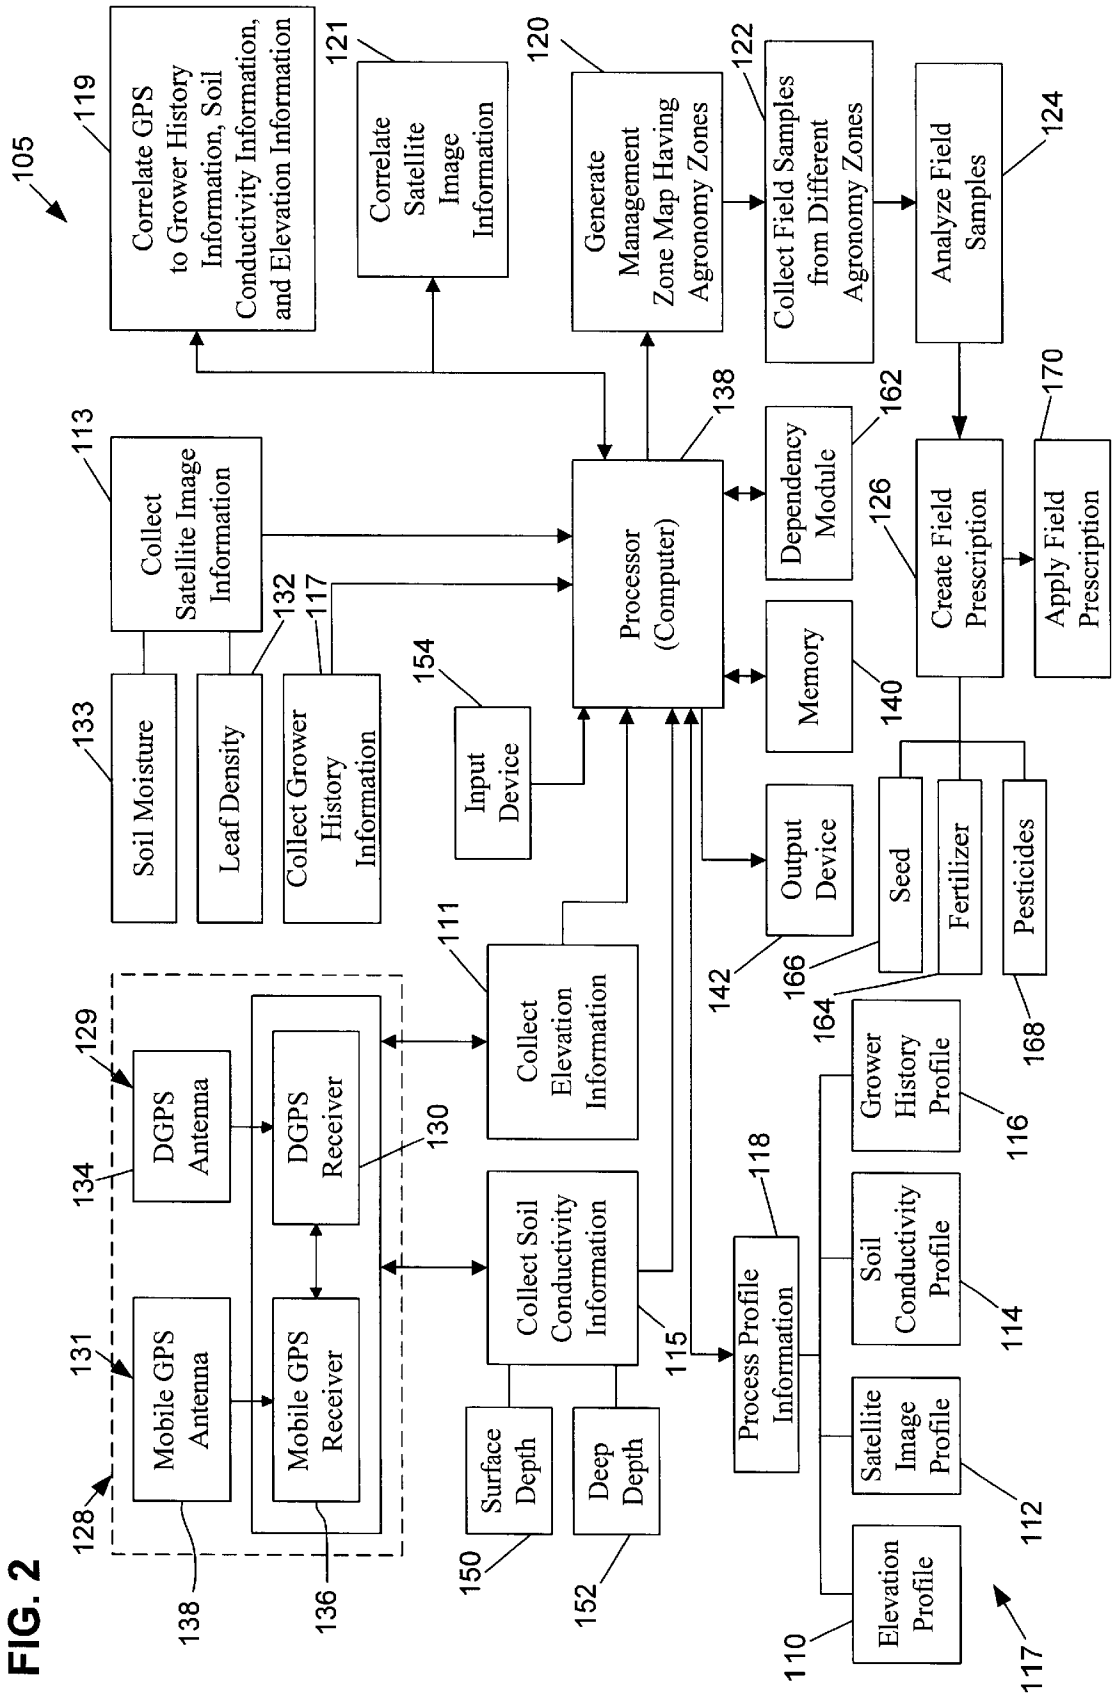 FIG. 2
105
128
131
129
Mobile GPS
Antenna
138
134
DGPS
Antenna
Mobile GPS
Receiver
136
DGPS
Receiver
130
133
Soil Moisture
Leaf Density
132
Collect Grower
History
Information
117
113
Collect
Satellite Image
Information
119
Correlate GPS
to Grower History
Information, Soil
Conductivity Information,
and Elevation Information
121
Correlate
Satellite
Image
Information
150
Surface
Depth
152
Deep
Depth
Collect Soil
Conductivity
Information
115
111
Collect
Elevation
Information
154
Input
Device
Processor
(Computer)
138
120
Generate
Management
Zone Map Having
Agronomy Zones
122
Collect Field Samples
from Different
Agronomy Zones
Analyze Field
Samples
124
118
Process Profile
Information
142
Output
Device
Memory
140
Dependency
Module
162
110
Elevation
Profile
Satellite
Image Profile
112
Soil
Conductivity
Profile
114
Grower
History
Profile
116
117
166
Seed
164
Fertilizer
168
Pesticides
126
Create Field
Prescription
Apply Field
Prescription
170